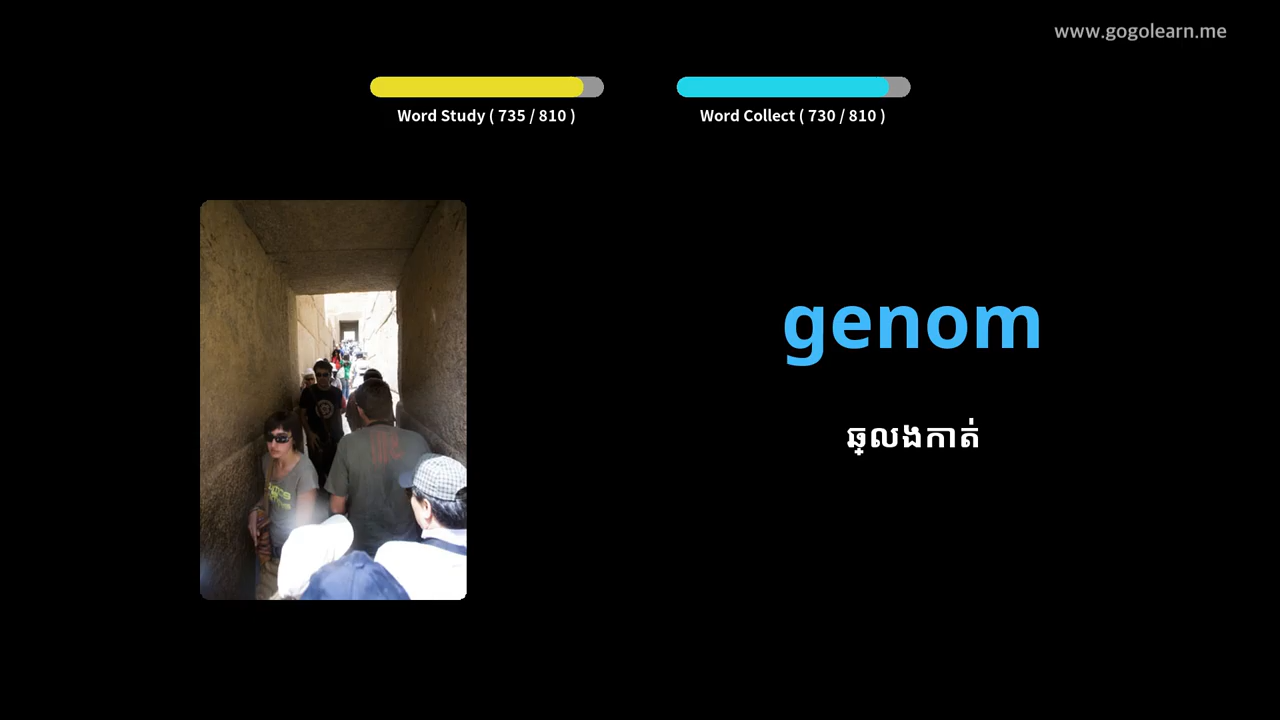 www.gogolearn.me
Word Study ( 735 / 810 )
Word Collect ( 730 / 810 )
genom
ឆ្លងកាត់